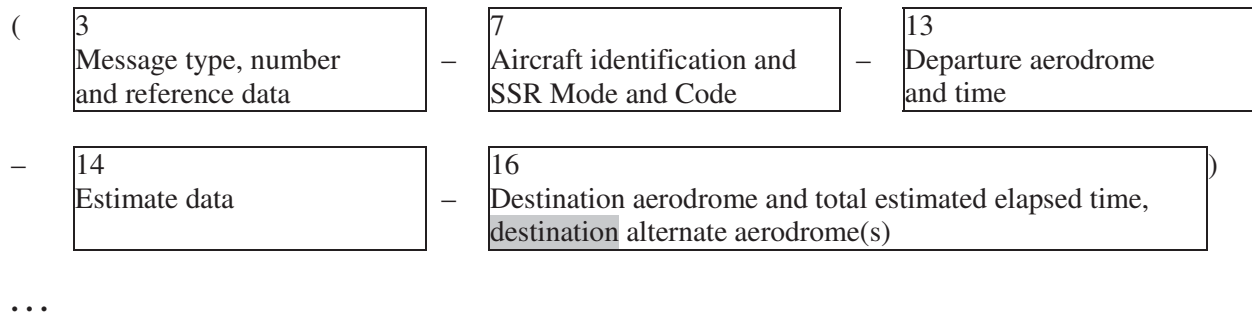 ( 3 7 13
Message type, number – Aircraft identification and – Departure aerodrome
and reference data SSR Mode and Code and time
– 14 16 )
Estimate data – Destination aerodrome and total estimated elapsed time,
destination alternate aerodrome(s)
. . .